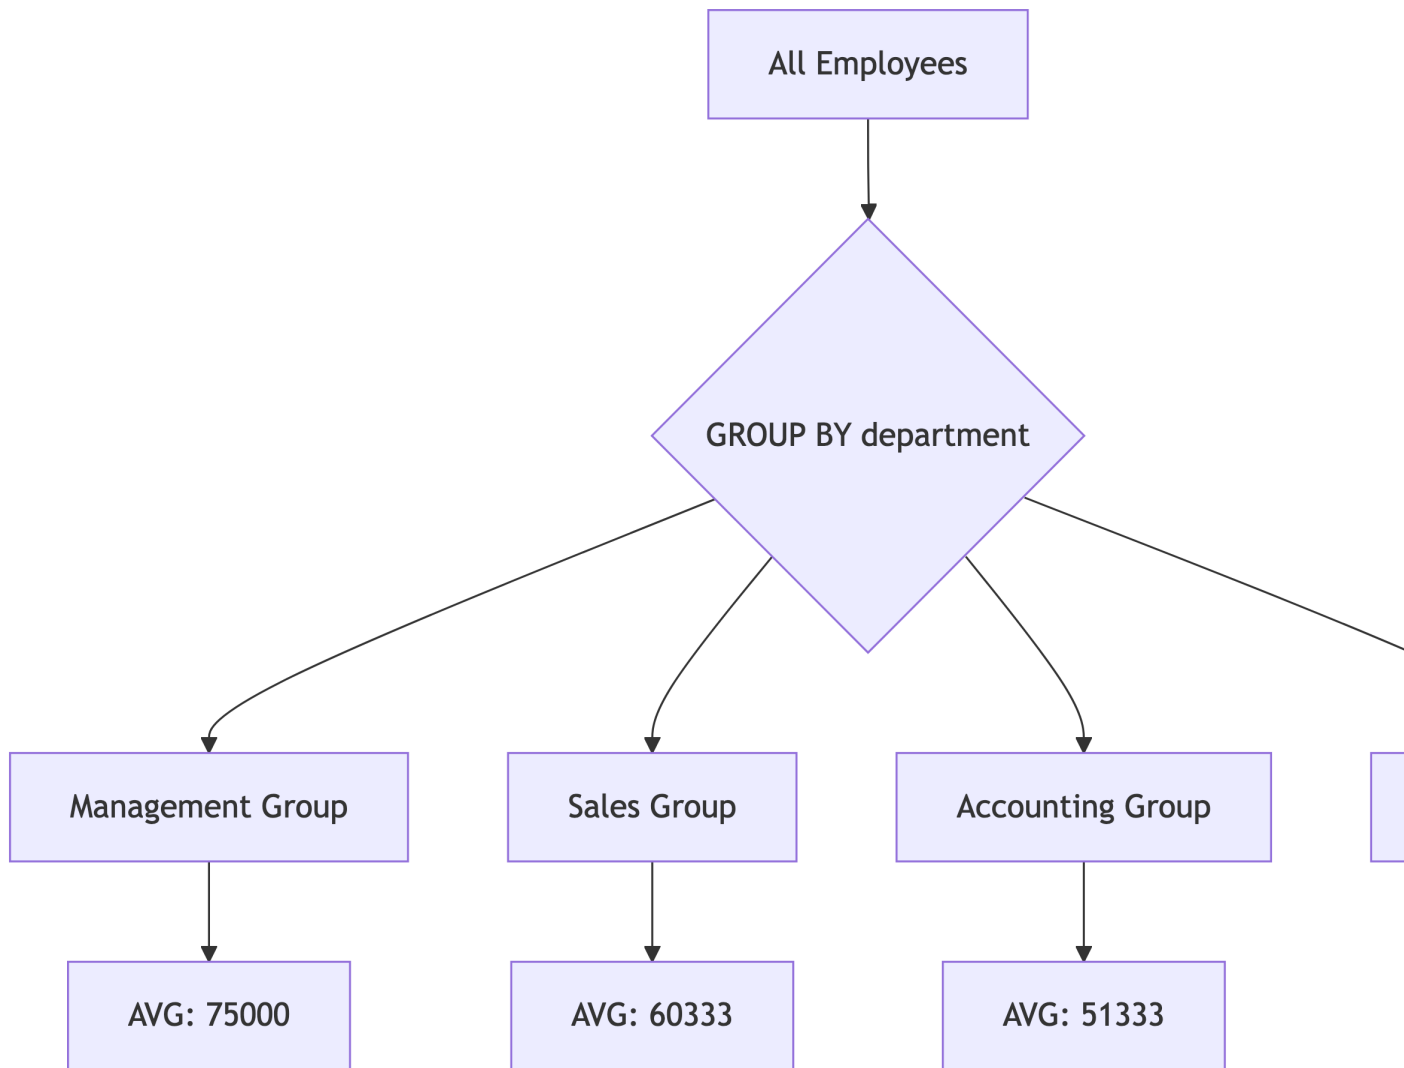 All Employees
GROUP BY department
Management Group
Sales Group
Accounting Group
AVG: 75000
AVG: 60333
AVG: 51333